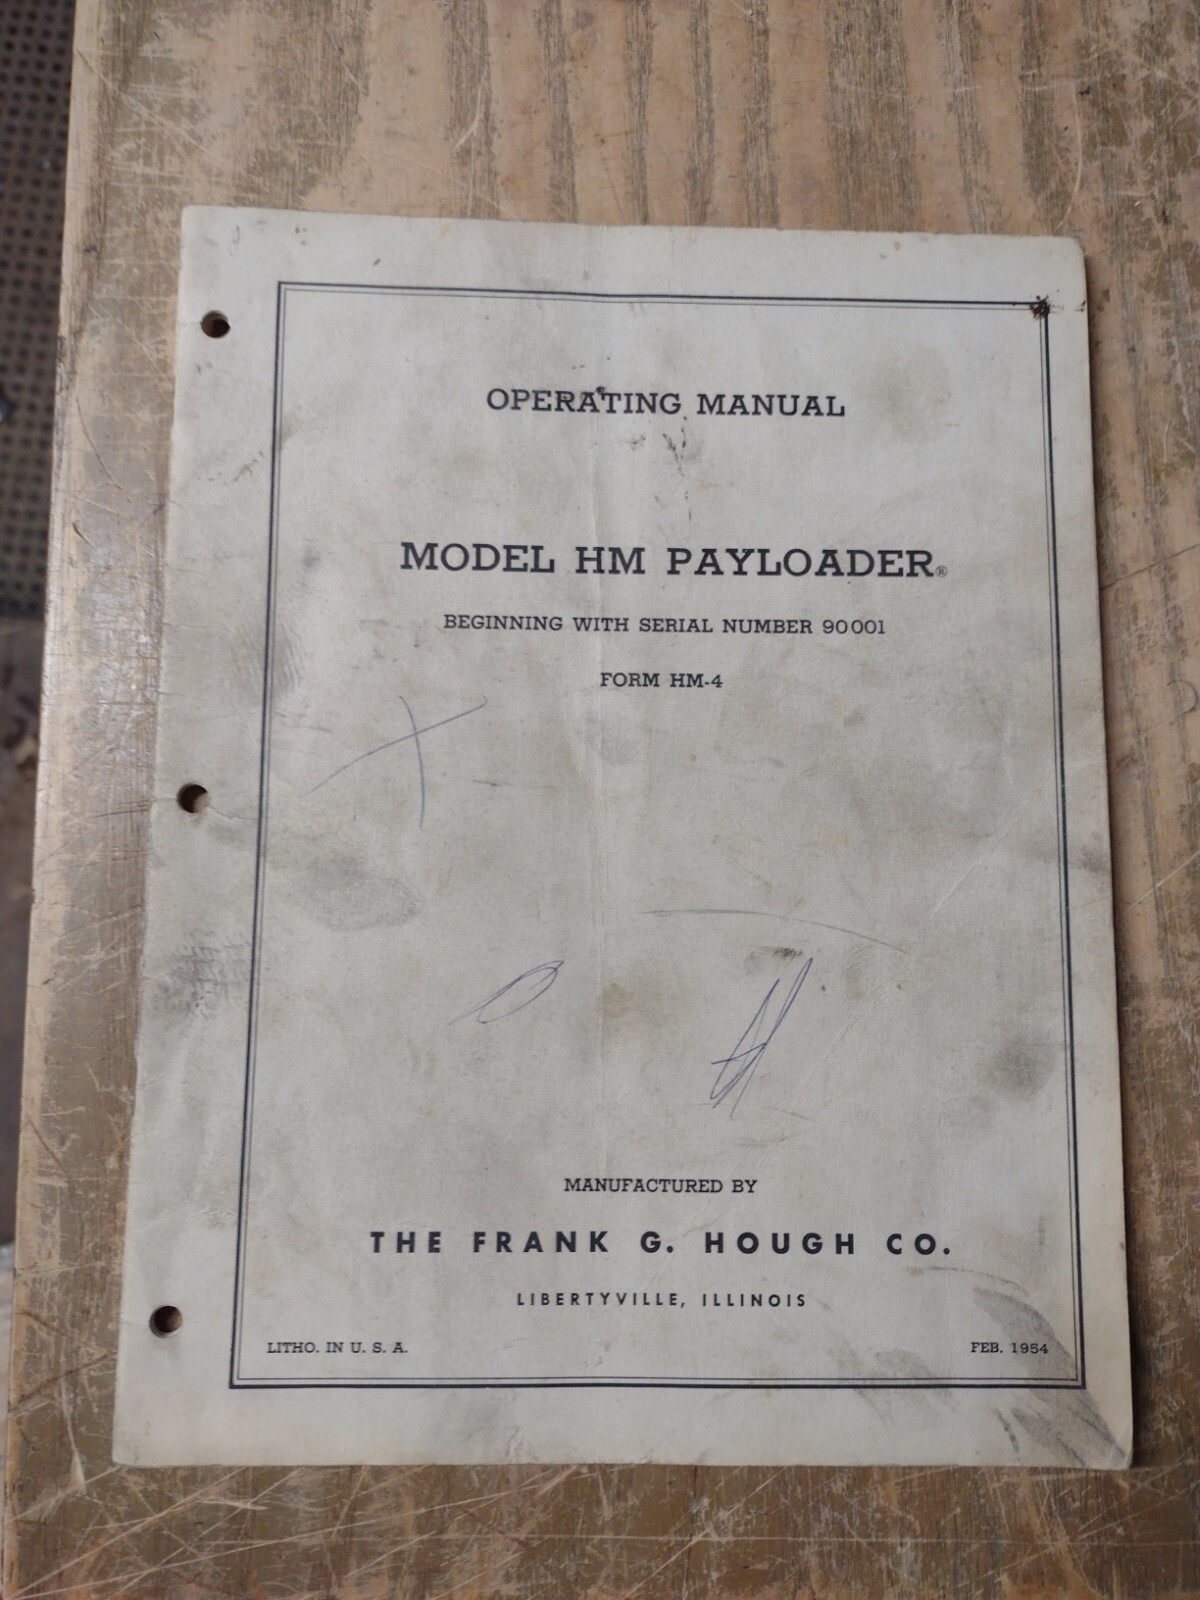 OPERATING MANUAL
MODEL HM PAYLOADER®
BEGINNING WITH SERIAL NUMBER 90001
FORM HM-4
MANUFACTURED BY
THE FRANK G. HOUGH CO.
LIBERTYVILLE, ILLINOIS
LITHO. IN U. S. A.
FEB. 1954